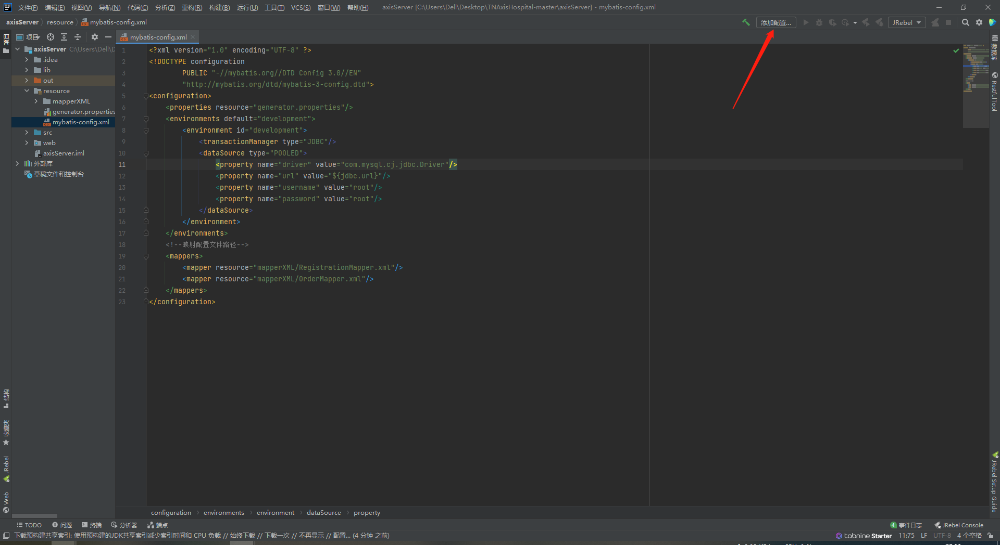 文件(F) 编辑(E) 视图(V) 导航(N) 代码(C) 分析(Z) 重构(R) 构建(B) 运行(U) 工具(T) VCS(S) 窗口(W) 帮助(H) axisServer [C:\Users\Dell\Desktop\TNAxisHospital-master\axisServer] - mybatis-config.xml
axisServer resource mybatis-config.xml 添加配置... JRebel
项目 项目 mybatis-config.xml
axisServer C:\Users\Dell\D
.idea
lib
out
resource
mapperXML
generator.properties
mybatis-config.xml
src
web
axisServer.iml
外部库
草稿文件和控制台
1 <?xml version="1.0" encoding="UTF-8" ?>
2 <!DOCTYPE configuration
3 PUBLIC "-//mybatis.org//DTD Config 3.0//EN"
4 "http://mybatis.org/dtd/mybatis-3-config.dtd">
5 <configuration>
6 <properties resource="generator.properties"/>
7 <environments default="development">
8 <environment id="development">
9 <transactionManager type="JDBC"/>
10 <dataSource type="POOLED">
11 <property name="driver" value="com.mysql.cj.jdbc.Driver"/>
12 <property name="url" value="${jdbc.url}"/>
13 <property name="username" value="root"/>
14 <property name="password" value="root"/>
15 </dataSource>
16 </environment>
17 </environments>
18 <!--映射配置文件路径-->
19 <mappers>
20 <mapper resource="mapperXML/RegistrationMapper.xml"/>
21 <mapper resource="mapperXML/OrderMapper.xml"/>
22 </mappers>
23 </configuration>
数据库
RestfulTool
结构
收藏夹
JRebel
Web
JRebel Setup Guide
configuration environments environment dataSource property
TODO 问题 终端 分析器 端点 4 事件日志 JRebel Console
下载预构建共享索引: 使用预构建的JDK共享索引减少索引时间和 CPU 负载 // 始终下载 // 下载一次 // 不再显示 // 配置... (4 分钟 之前) tabnine Starter 11:75 LF UTF-8 4 个空格